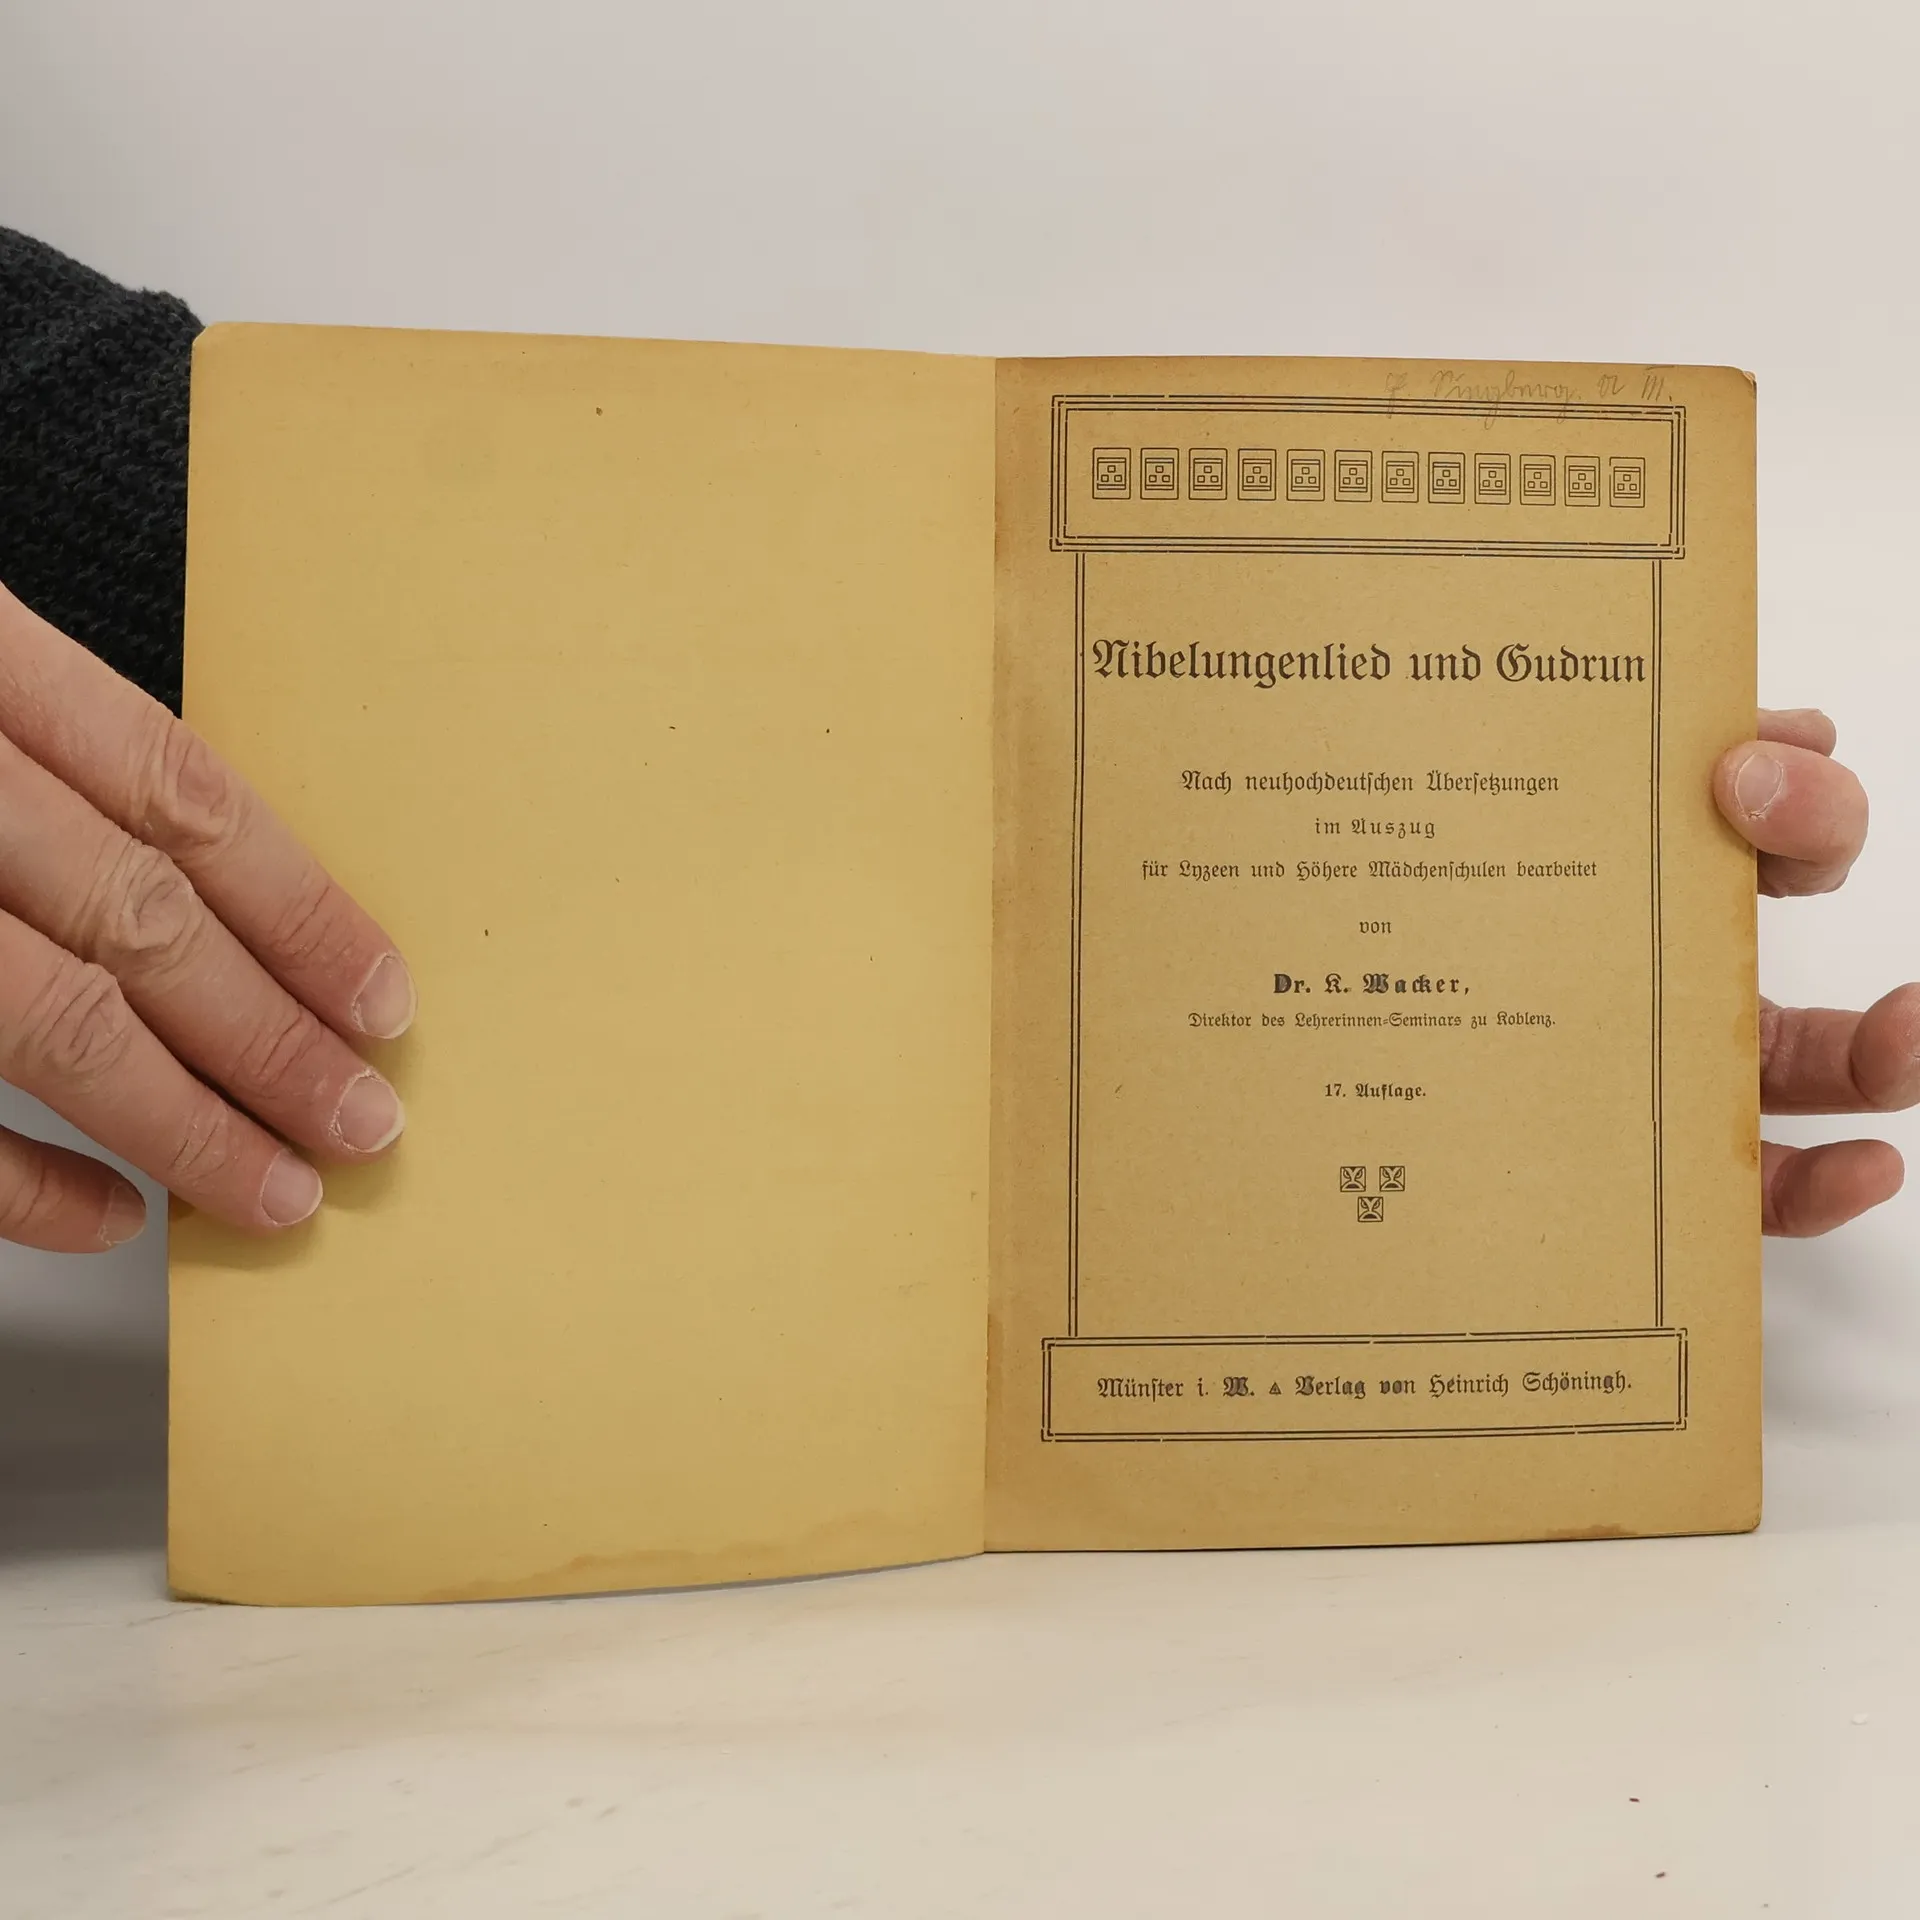 III.
Nibelungenlied und Gudrun
Nach neuhochdeutschen Übersetzungen
im Auszug
für Lyzeen und Höhere Mädchenschulen bearbeitet
von
Dr. K. Wacker,
Direktor des Lehrerinnen-Seminars zu Koblenz.
17. Auflage.
Münster i. W. Verlag von Heinrich Schöningh.